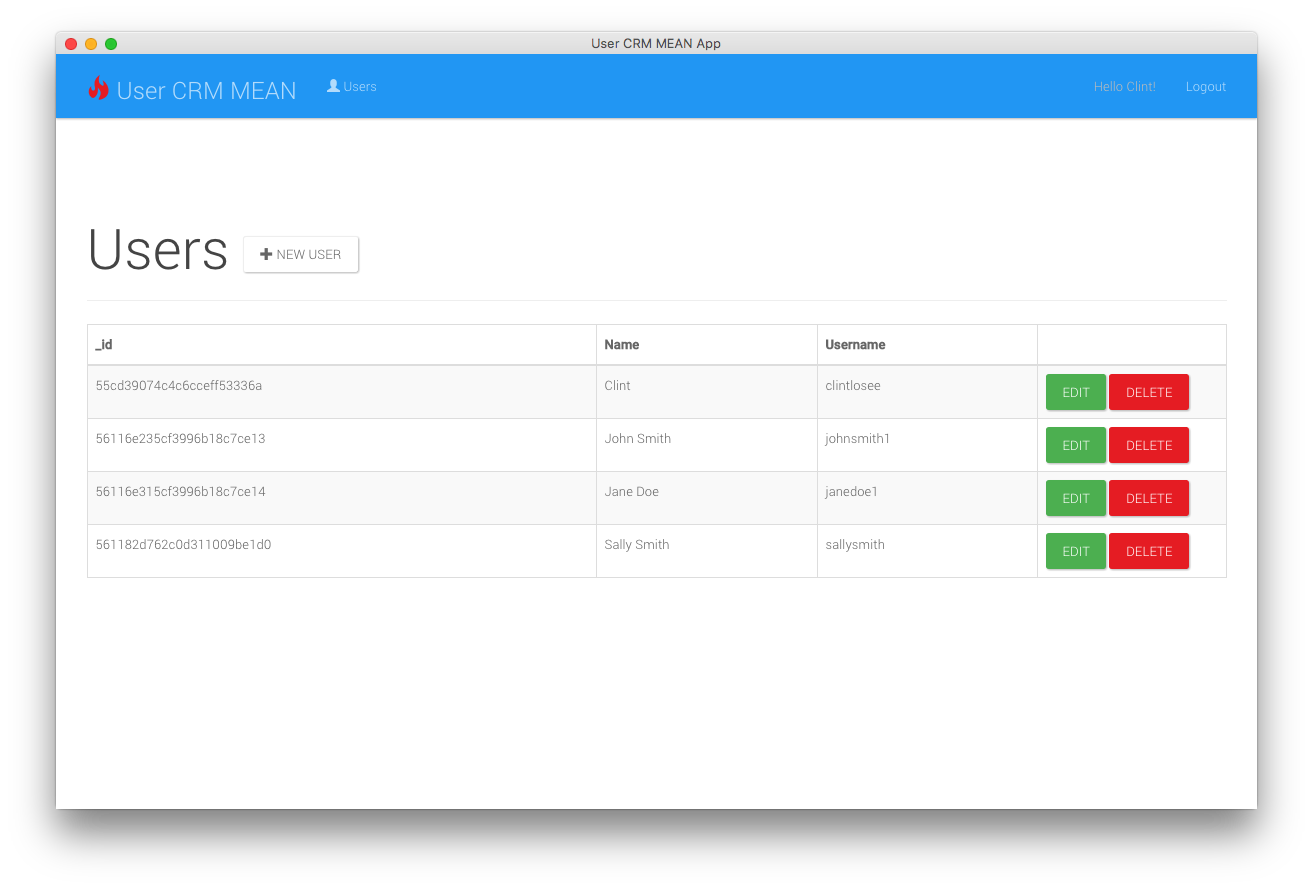 User CRM MEAN App
User CRM MEAN Users Hello Clint! Logout
Users NEW USER
_id Name Username
55cd39074c4c6cceff53336a Clint clintlosee EDIT DELETE
56116e235cf3996b18c7ce13 John Smith johnsmith1 EDIT DELETE
56116e315cf3996b18c7ce14 Jane Doe janedoe1 EDIT DELETE
561182d762c0d311009be1d0 Sally Smith sallysmith EDIT DELETE